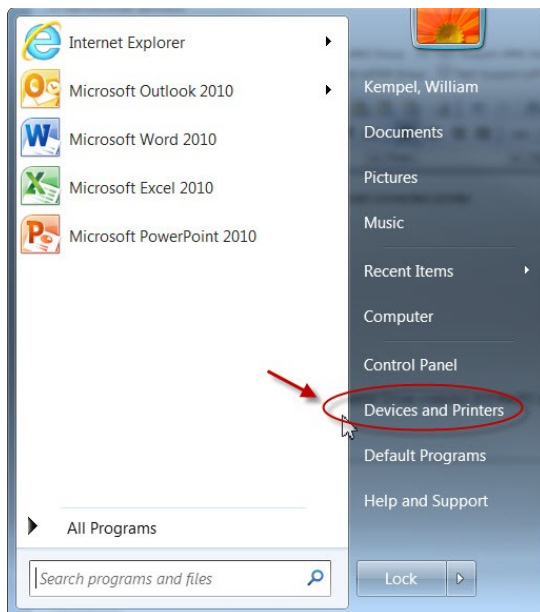 Internet Explorer
Microsoft Outlook 2010
Microsoft Word 2010
Microsoft Excel 2010
Microsoft PowerPoint 2010
All Programs
Search programs and files
Kempel, William
Documents
Pictures
Music
Recent Items
Computer
Control Panel
Devices and Printers
Default Programs
Help and Support
Lock